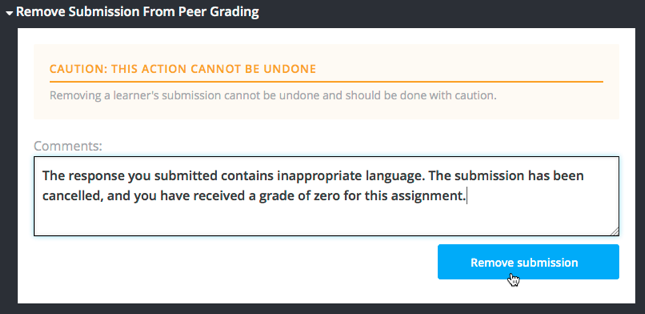 Remove Submission From Peer Grading
CAUTION: THIS ACTION CANNOT BE UNDONE
Removing a learner's submission cannot be undone and should be done with caution.
Comments:
The response you submitted contains inappropriate language. The submission has been
cancelled, and you have received a grade of zero for this assignment.
Remove submission